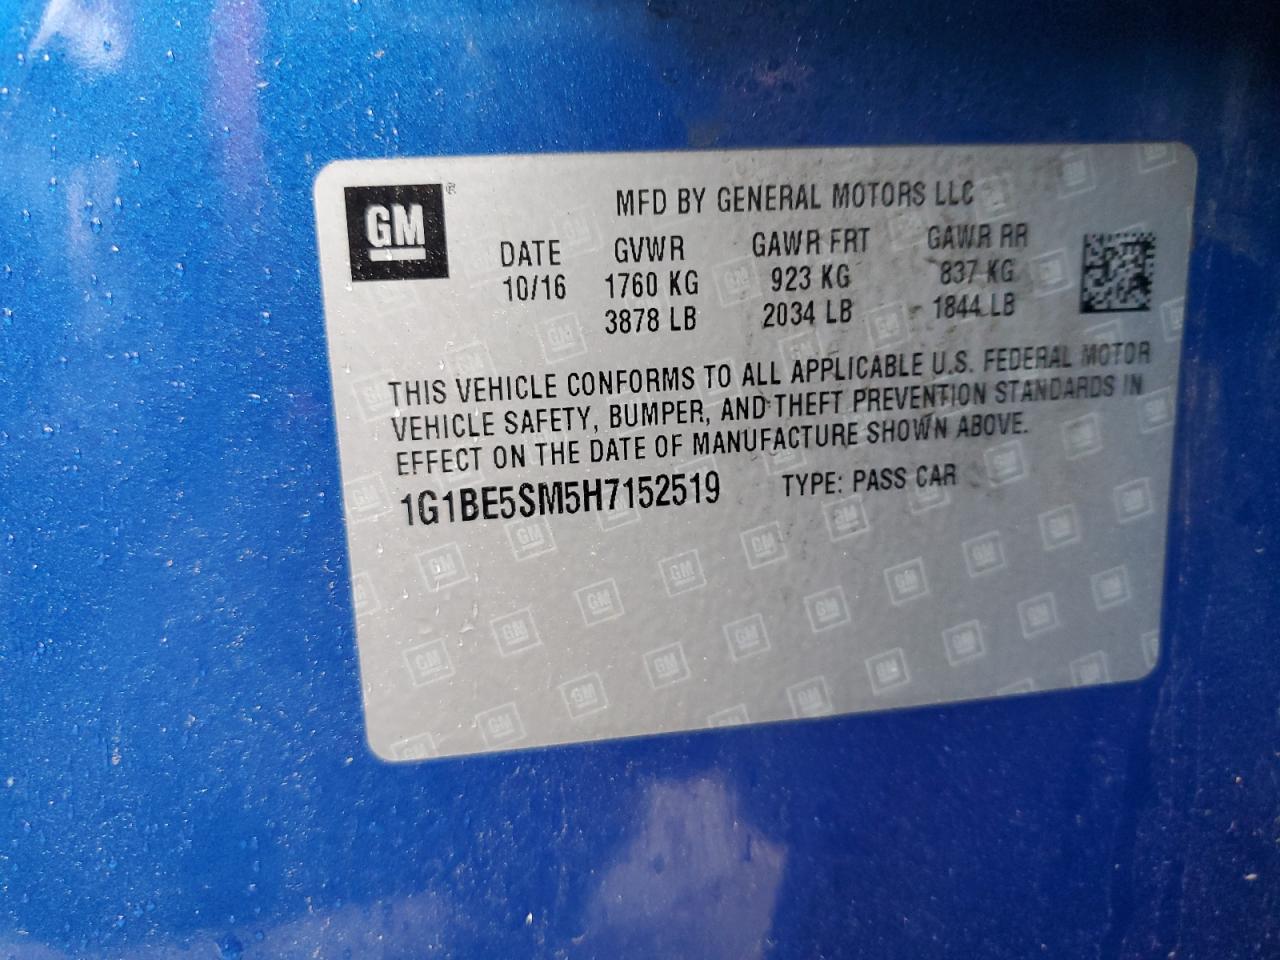 GM®
MFD BY GENERAL MOTORS LLC
DATE GVWR GAWR FRT GAWR RR
10/16 1760 KG 923 KG 837 KG
3878 LB 2034 LB 1844 LB
THIS VEHICLE CONFORMS TO ALL APPLICABLE U.S. FEDERAL MOTOR
VEHICLE SAFETY, BUMPER, AND THEFT PREVENTION STANDARDS IN
EFFECT ON THE DATE OF MANUFACTURE SHOWN ABOVE.
1G1BE5SM5H7152519 TYPE: PASS CAR